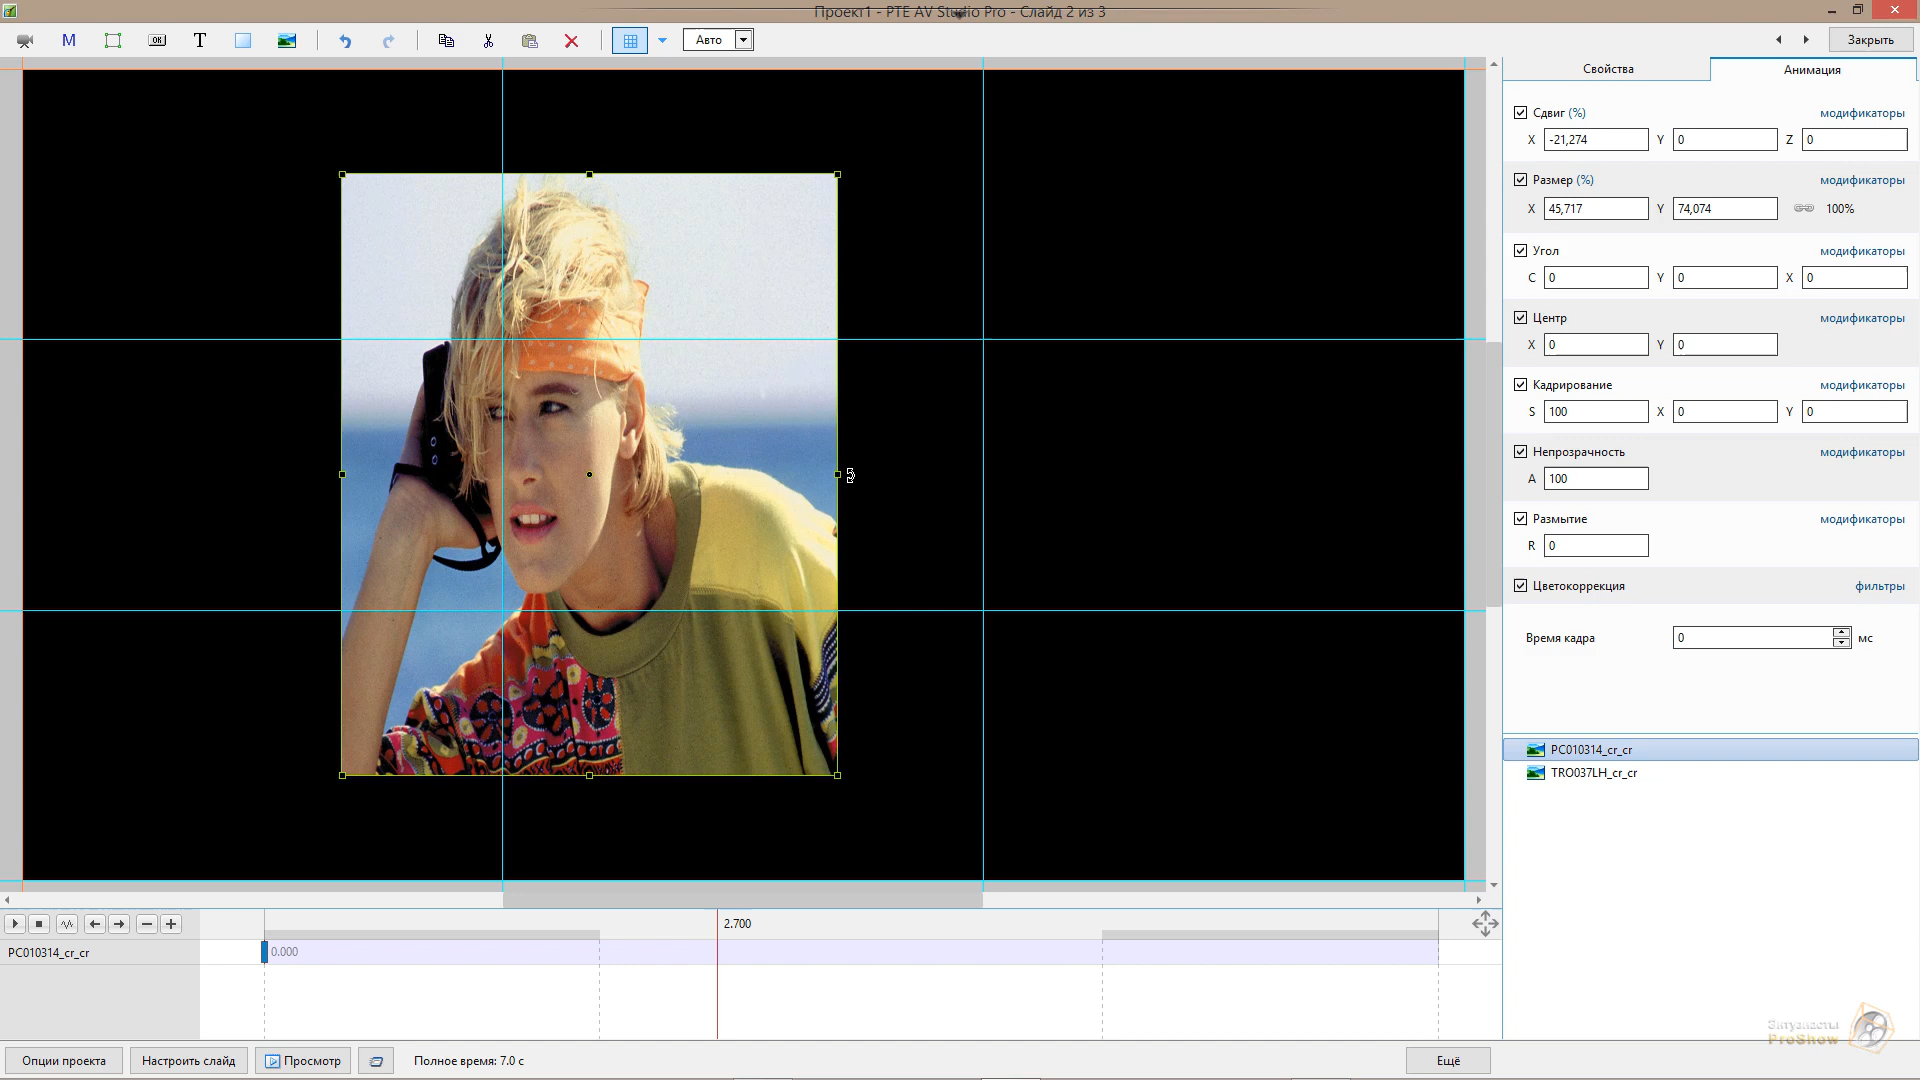 Проект1 - PTE AV Studio Pro - Слайд 2 из 3
M OK T Авто Закрыть
Свойства Анимация
Сдвиг (%) модификаторы
X -21,274 Y 0 Z 0
Размер (%) модификаторы
X 45,717 Y 74,074 100%
Угол модификаторы
C 0 Y 0 X 0
Центр модификаторы
X 0 Y 0
Кадрирование модификаторы
S 100 X 0 Y 0
Непрозрачность модификаторы
A 100
Размытие модификаторы
R 0
Цветокоррекция фильтры
Время кадра 0 мс
PC010314_cr_cr
TRO037LH_cr_cr
2.700
PC010314_cr_cr 0.000
Энтузиасты
ProShow
Опции проекта Настроить слайд Просмотр Полное время: 7.0 с Ещё